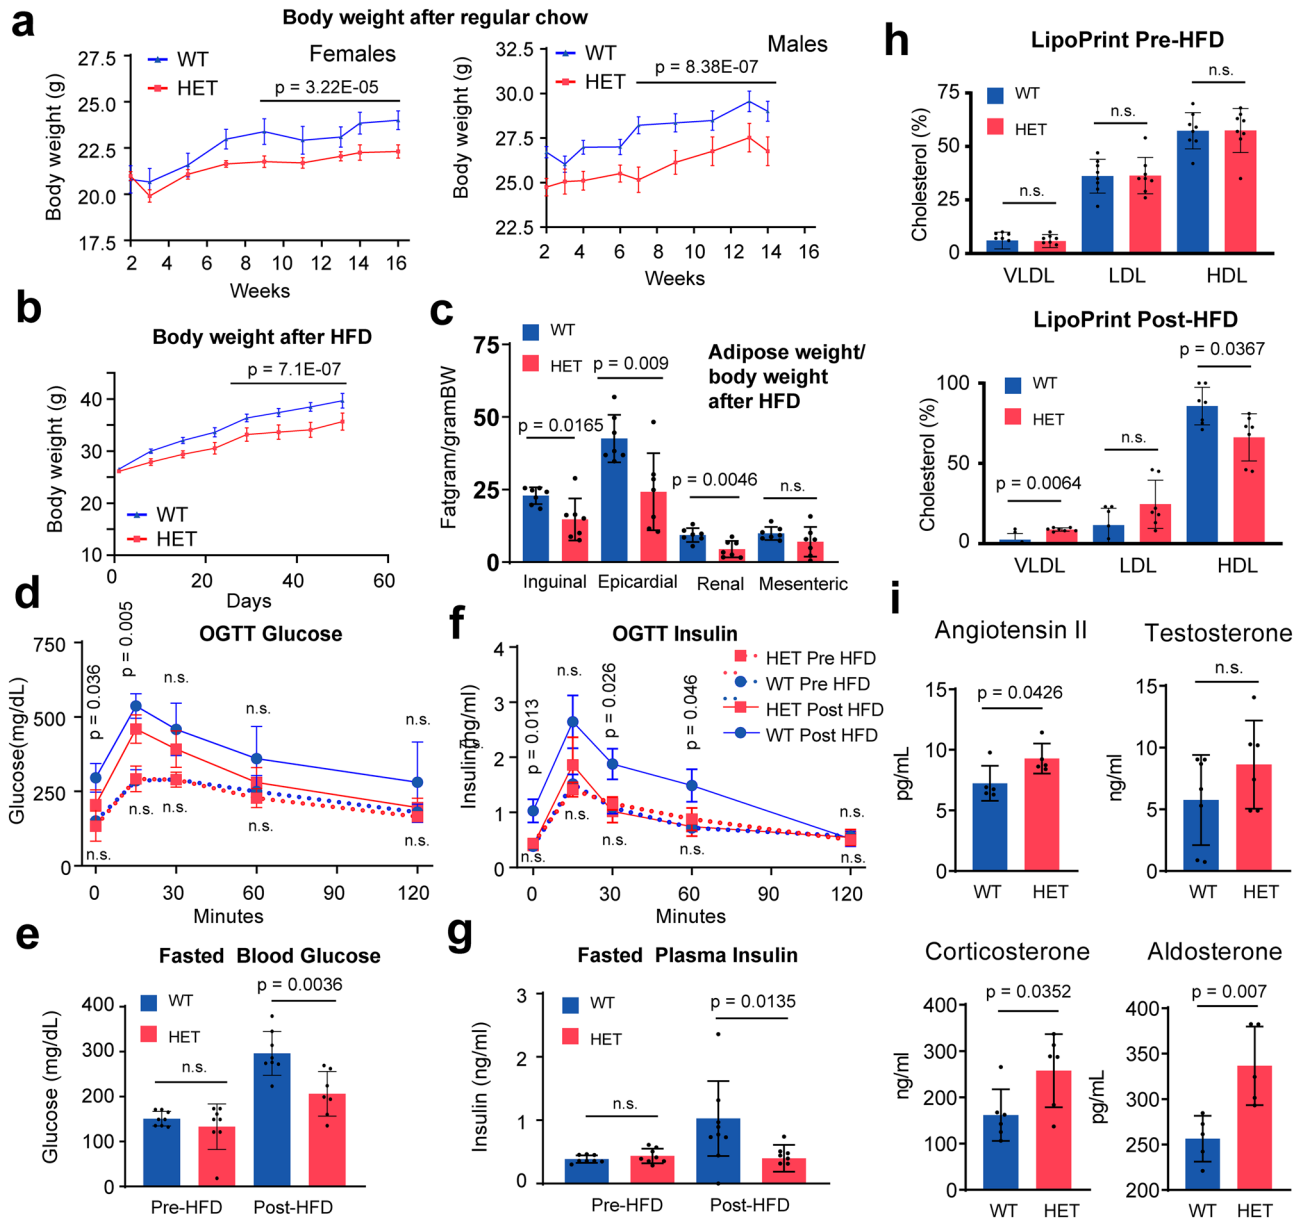 a
Body weight after regular chow
Females
WT
HET
p = 3.22E-05
Body weight (g)
27.5
25.0
22.5
20.0
17.5
2 4 6 8 10 12 14 16
Weeks
Males
WT
HET
p = 8.38E-07
Body weight (g)
32.5
30.0
27.5
25.0
22.5
2 4 6 8 10 12 14 16
Weeks
b
Body weight after HFD
p = 7.1E-07
Body weight (g)
40
30
20
10
WT
HET
0 20 40 60
Days
c
WT
HET
Adipose weight/
body weight
after HFD
Fatgram/gramBW
75
50
25
0
p = 0.0165
p = 0.009
p = 0.0046
n.s.
Inguinal Epicardial Renal Mesenteric
d
OGTT Glucose
Glucose(mg/dL)
750
500
250
0
p = 0.036
p = 0.005
n.s.
n.s.
n.s.
n.s.
n.s.
n.s.
n.s.
n.s.
0 30 60 90 120
Minutes
e
Fasted Blood Glucose
WT
HET
p = 0.0036
n.s.
Glucose (mg/dL)
400
300
200
100
0
Pre-HFD Post-HFD
f
OGTT Insulin
HET Pre HFD
WT Pre HFD
HET Post HFD
WT Post HFD
Insulin(ng/ml)
n.s.
4
3
2
1
0
p = 0.013
n.s.
p = 0.026
p = 0.046
n.s.
n.s.
n.s.
n.s.
n.s.
n.s.
0 30 60 90 120
Minutes
g
Fasted Plasma Insulin
WT
HET
p = 0.0135
n.s.
Insulin (ng/ml)
3
2
1
0
Pre-HFD Post-HFD
h
LipoPrint Pre-HFD
WT
HET
n.s.
n.s.
n.s.
Cholesterol (%)
75
50
25
0
VLDL LDL HDL
LipoPrint Post-HFD
WT
HET
p = 0.0367
n.s.
p = 0.0064
Cholesterol (%)
100
50
0
VLDL LDL HDL
i
Angiotensin II
p = 0.0426
pg/mL
15
10
5
0
WT HET
Testosterone
n.s.
ng/ml
15
10
5
0
WT HET
Corticosterone
p = 0.0352
ng/ml
400
300
200
100
0
WT HET
Aldosterone
p = 0.007
pg/mL
400
350
300
250
200
WT HET